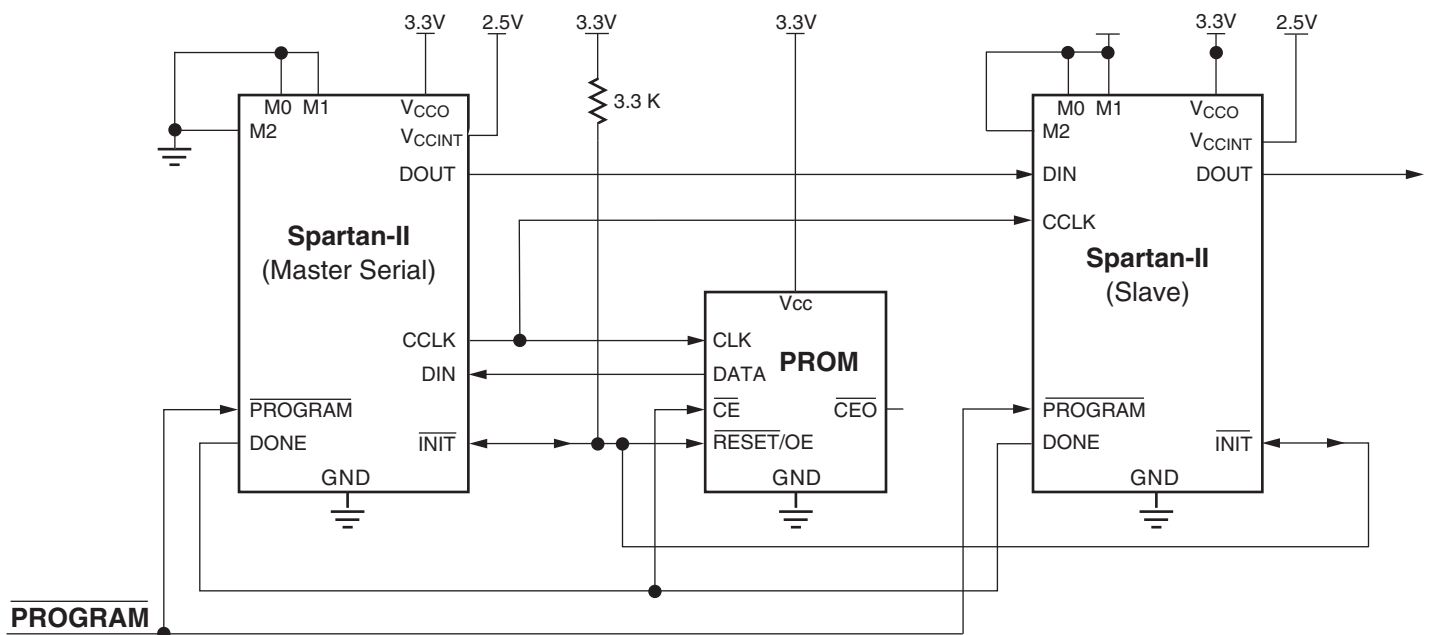 3.3V 2.5V 3.3V 3.3V 3.3V 2.5V
3.3 K
M0 M1 VCCO
M2
VCCINT
DOUT
Spartan-II
(Master Serial)
CCLK
DIN
PROGRAM
DONE INIT
GND
Vcc
CLK
PROM
DATA
CE CEO
RESET/OE
GND
M0 M1 VCCO
M2
VCCINT
DIN DOUT
CCLK
Spartan-II
(Slave)
PROGRAM
DONE INIT
GND
PROGRAM